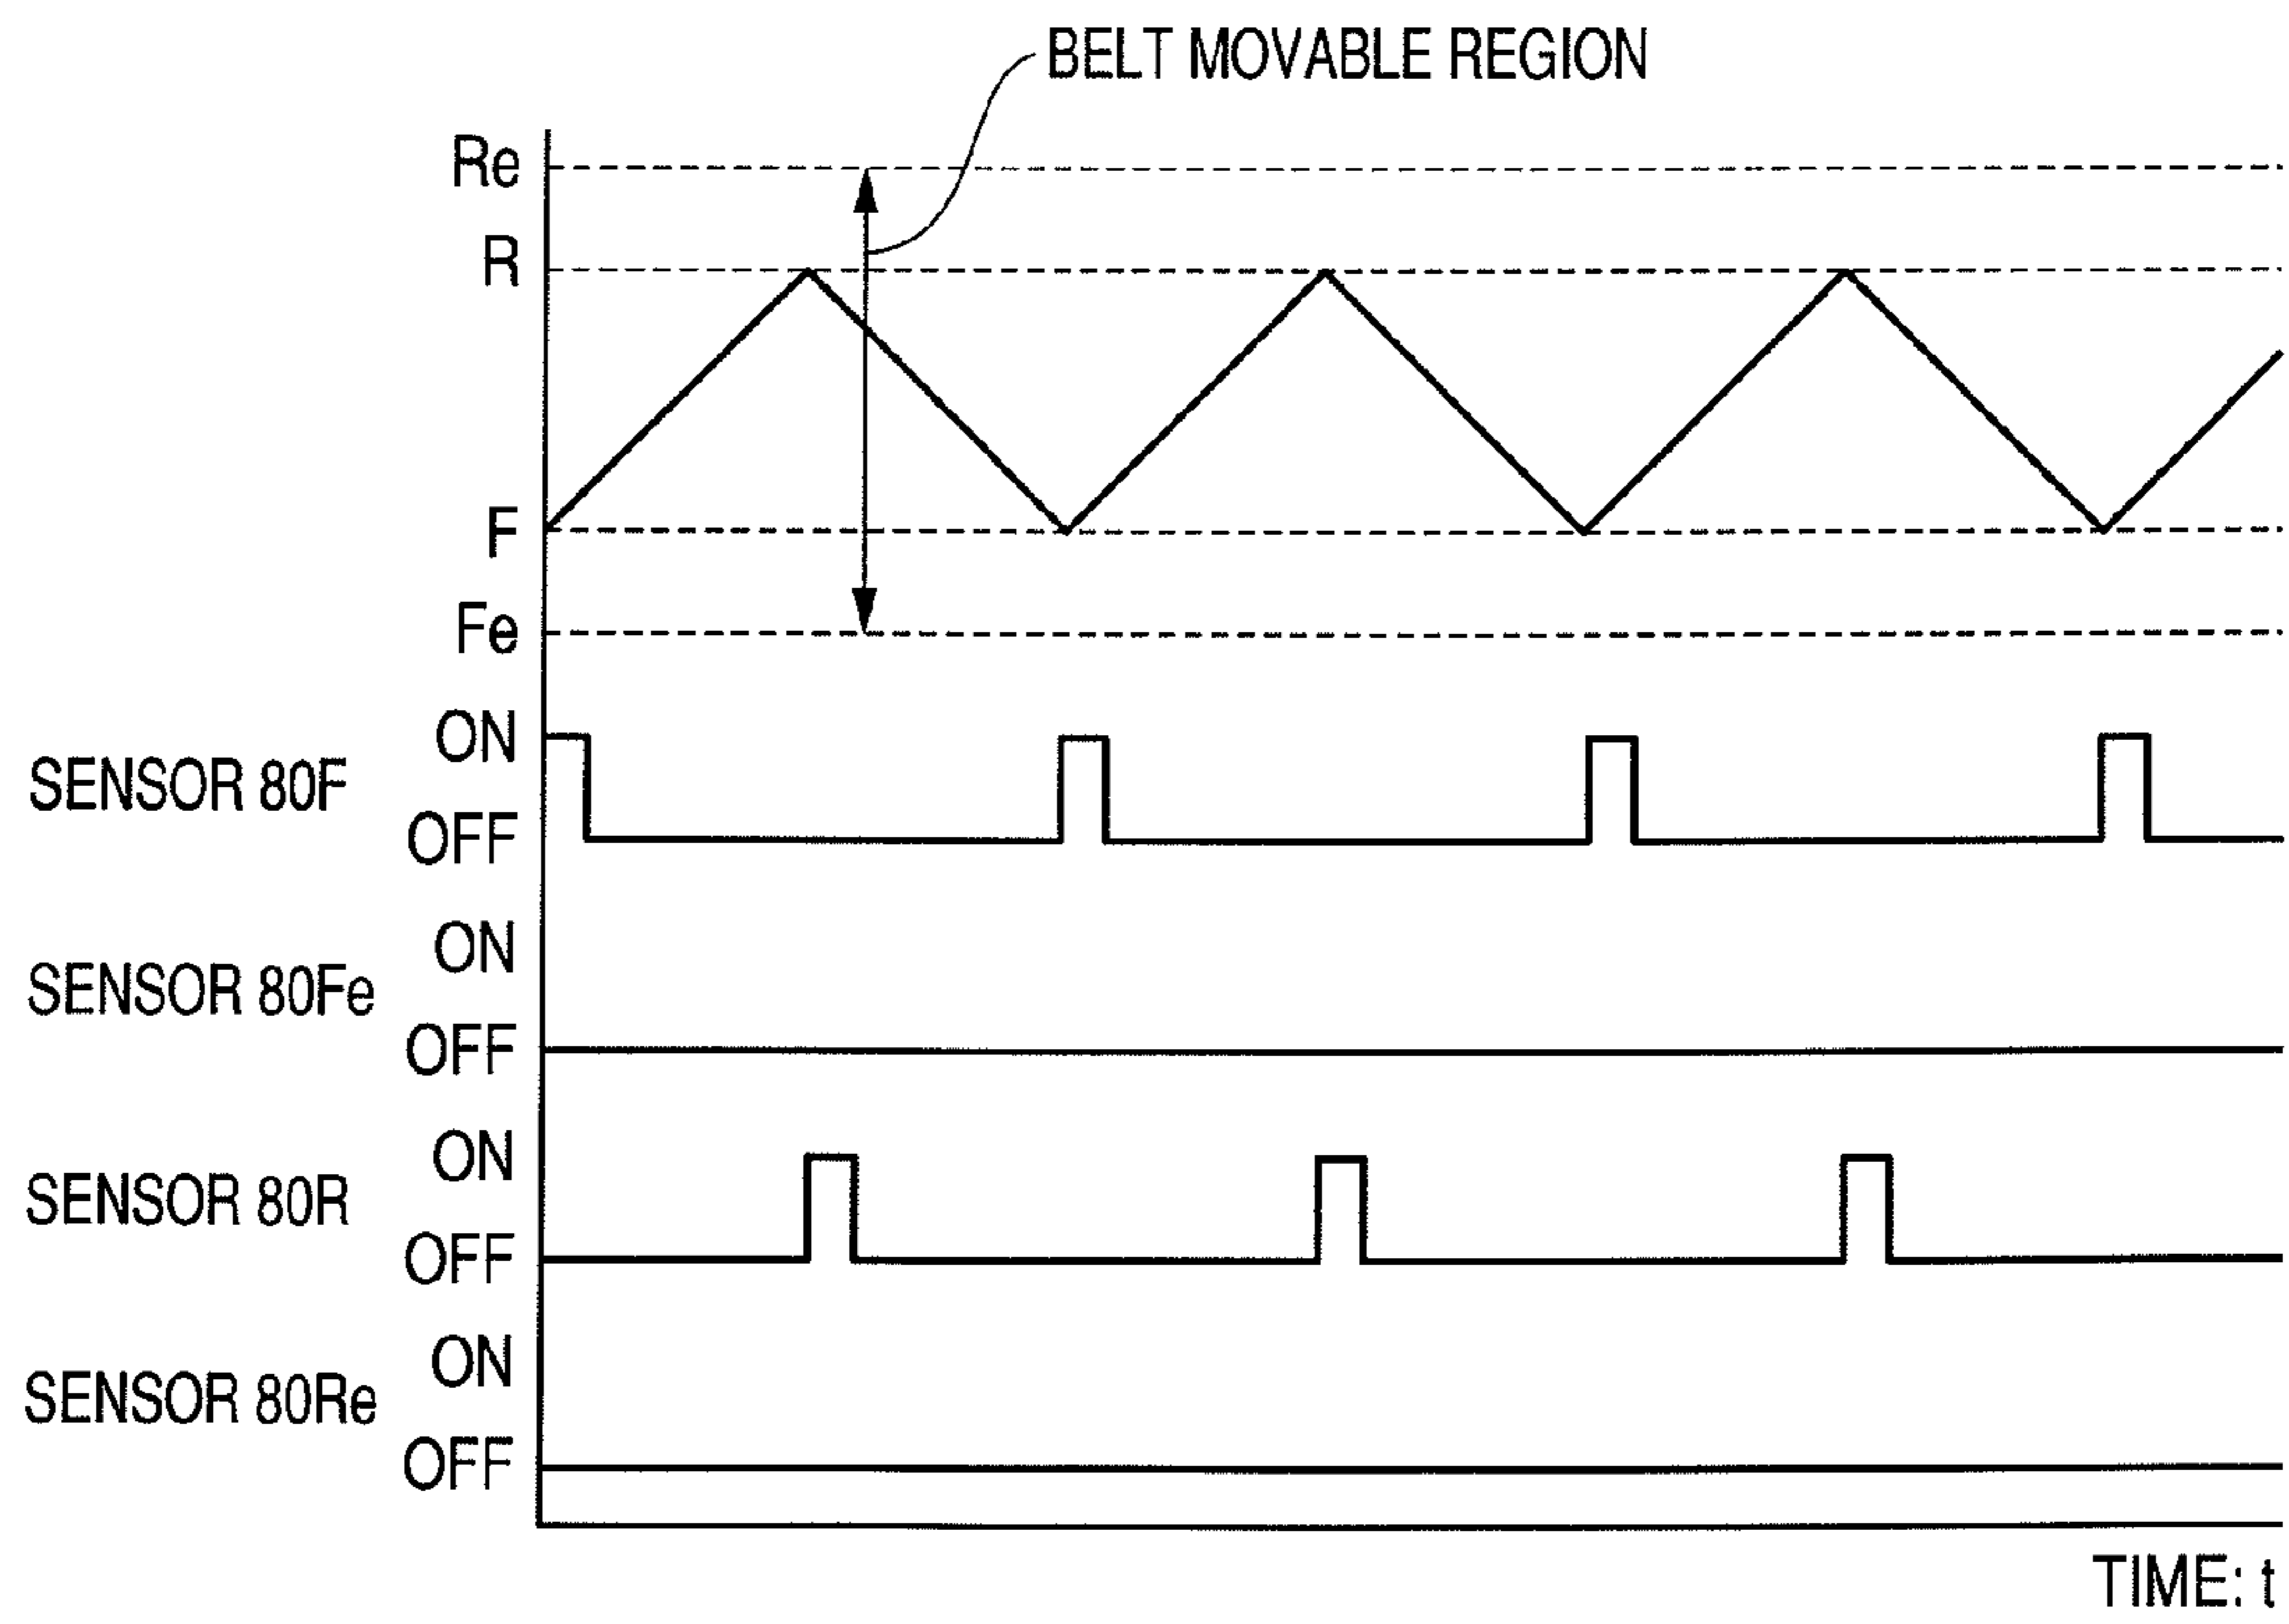 BELT MOVABLE REGION
Re
R
F
Fe
ON
SENSOR 80F
OFF
ON
SENSOR 80Fe
OFF
ON
SENSOR 80R
OFF
ON
SENSOR 80Re
OFF
TIME: t